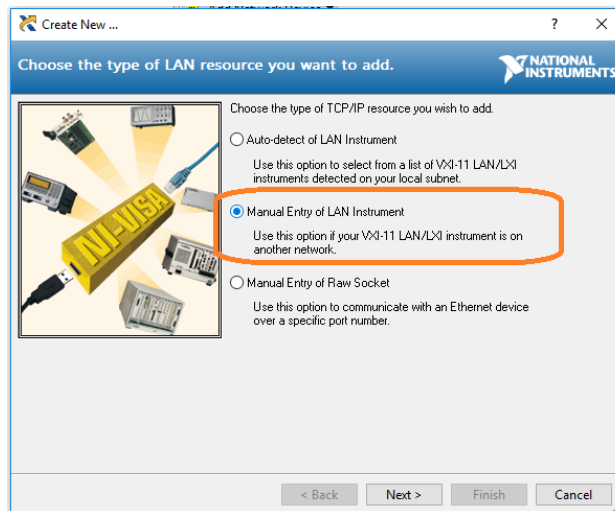 Create New ...
Choose the type of LAN resource you want to add.
NATIONAL
INSTRUMENTS
Choose the type of TCP/IP resource you wish to add.
Auto-detect of LAN Instrument
Use this option to select from a list of VXI-11 LAN/LXI
instruments detected on your local subnet.
Manual Entry of LAN Instrument
Use this option if your VXI-11 LAN/LXI instrument is on
another network.
Manual Entry of Raw Socket
Use this option to communicate with an Ethernet device
over a specific port number.
NI-VISA
< Back
Next >
Finish
Cancel